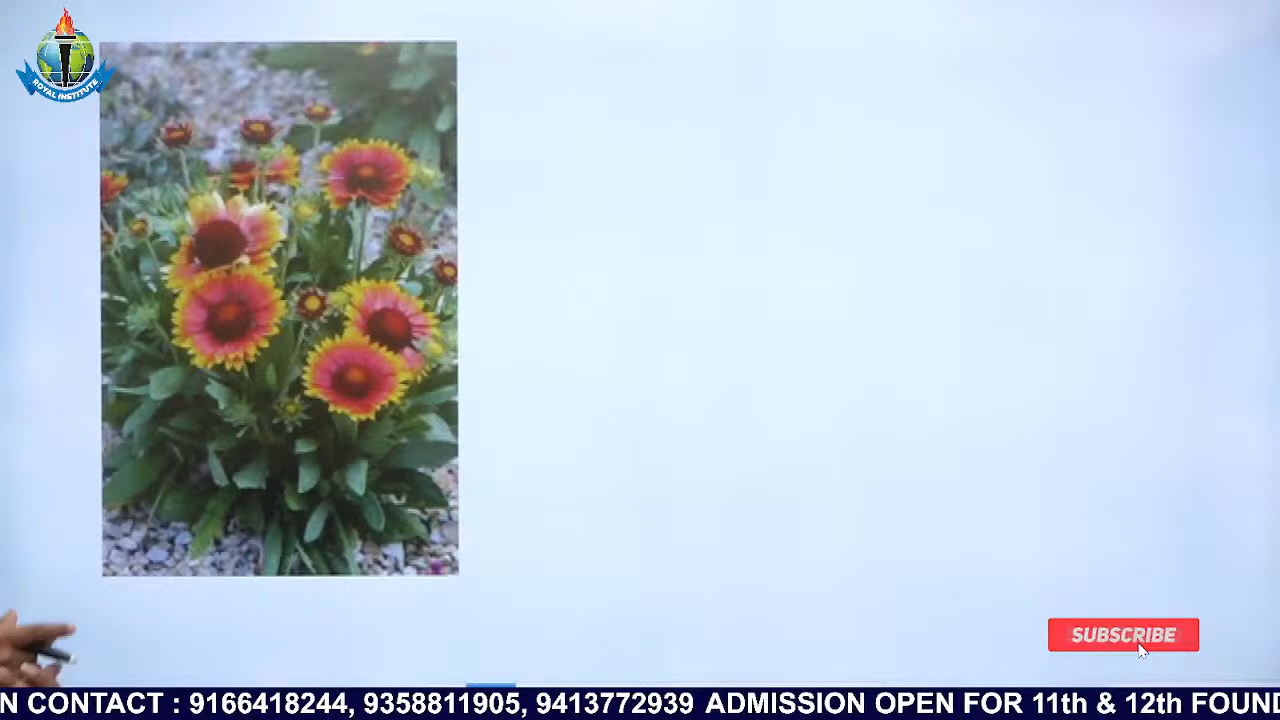 ROYAL INSTITUTE
SUBSCRIBE
N CONTACT : 9166418244, 9358811905, 9413772939 ADMISSION OPEN FOR 11th & 12th FOUND